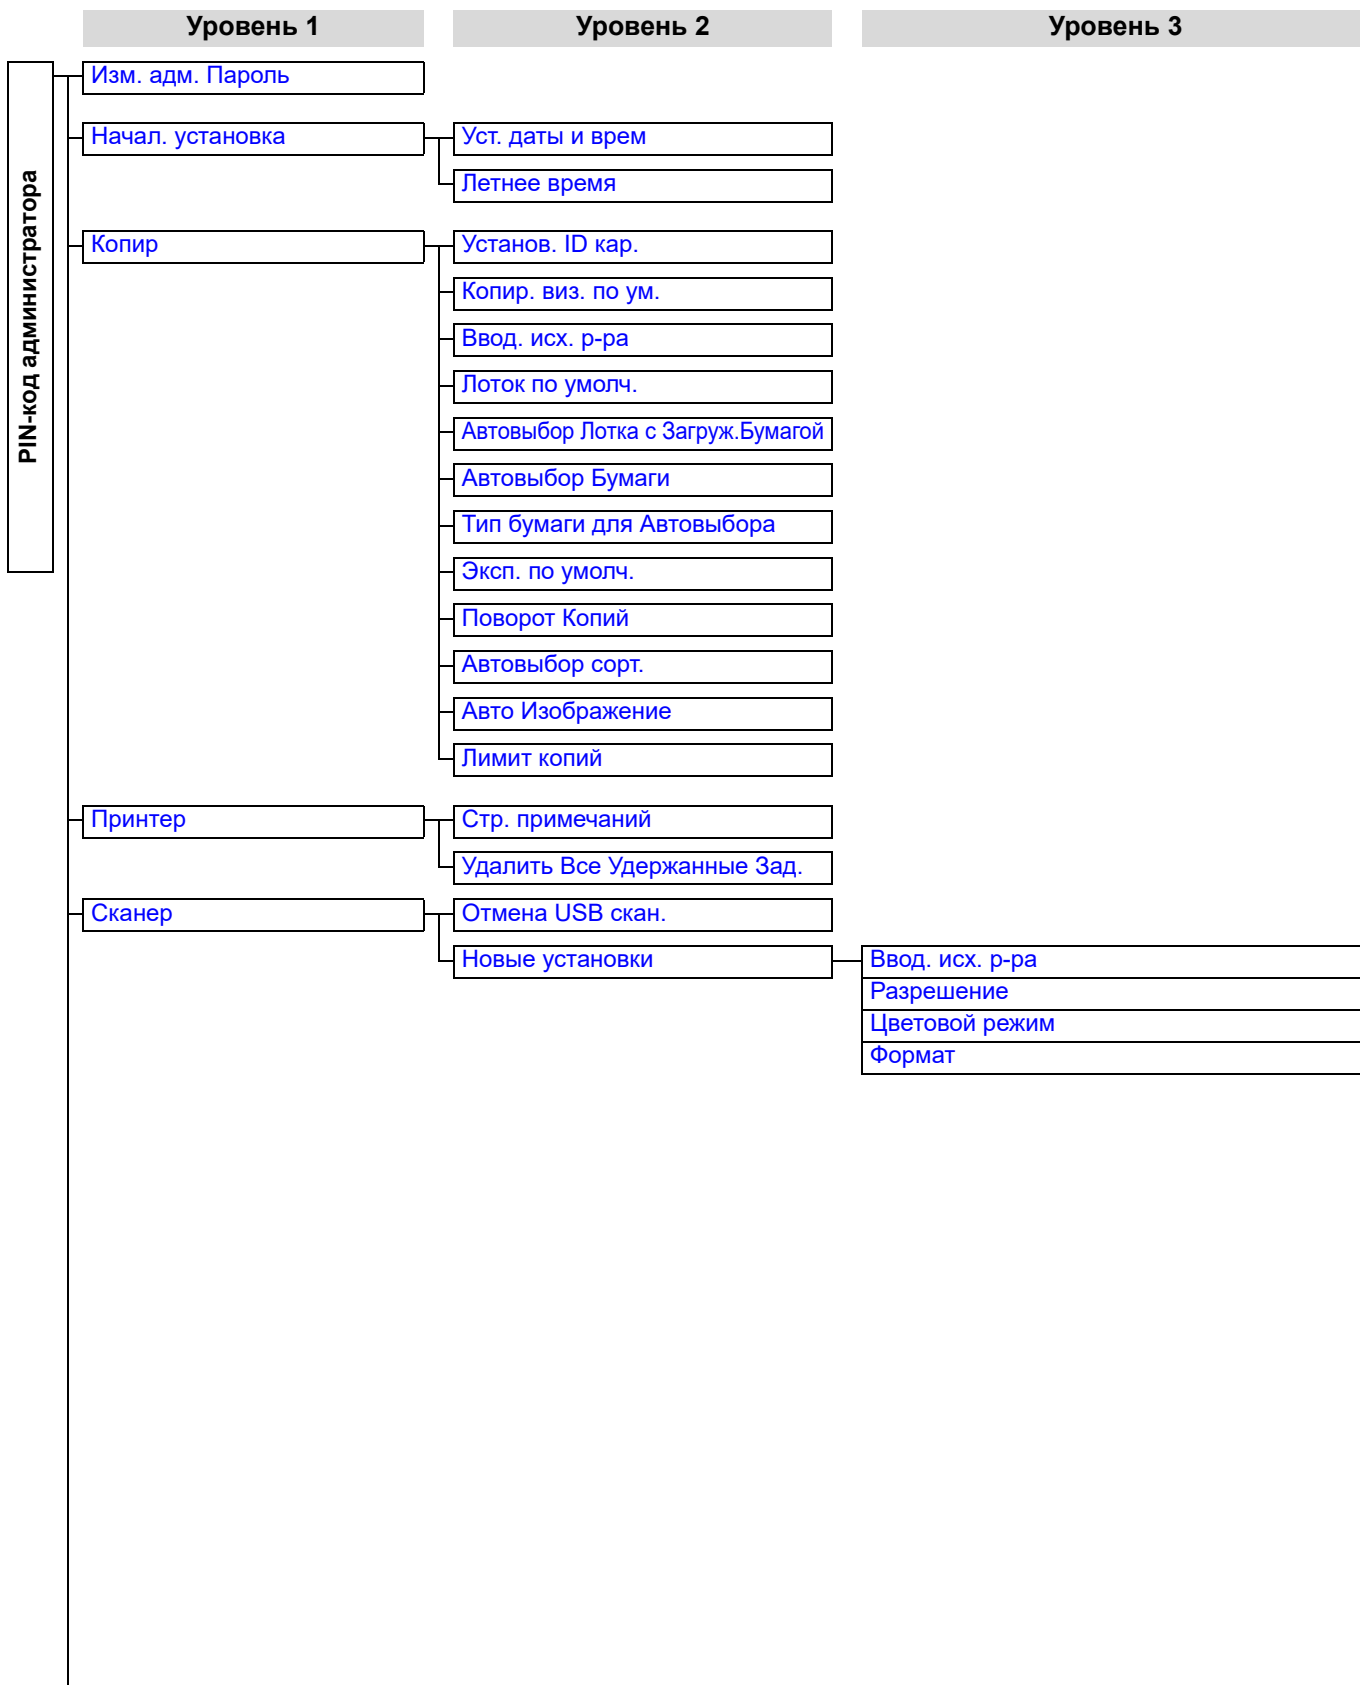 Уровень 1
Уровень 2
Уровень 3
PIN-код администратора
Изм. адм. Пароль
Начал. установка
Уст. даты и врем
Летнее время
Копир
Установ. ID кар.
Копир. виз. по ум.
Ввод. исх. р-ра
Лоток по умолч.
Автовыбор Лотка с Загруж.Бумагой
Автовыбор Бумаги
Тип бумаги для Автовыбора
Эксп. по умолч.
Поворот Копий
Автовыбор сорт.
Авто Изображение
Лимит копий
Принтер
Стр. примечаний
Удалить Все Удержанные Зад.
Сканер
Отмена USB скан.
Новые установки
Ввод. исх. р-ра
Разрешение
Цветовой режим
Формат